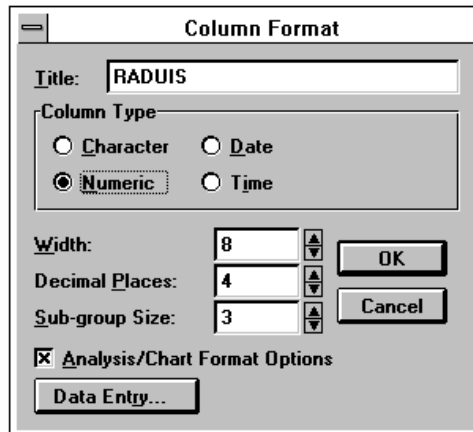 Column Format
Title: RADUIS
Column Type
Character Date
Numeric Time
Width: 8
OK
Decimal Places: 4
Cancel
Sub-group Size: 3
Analysis/Chart Format Options
Data Entry...